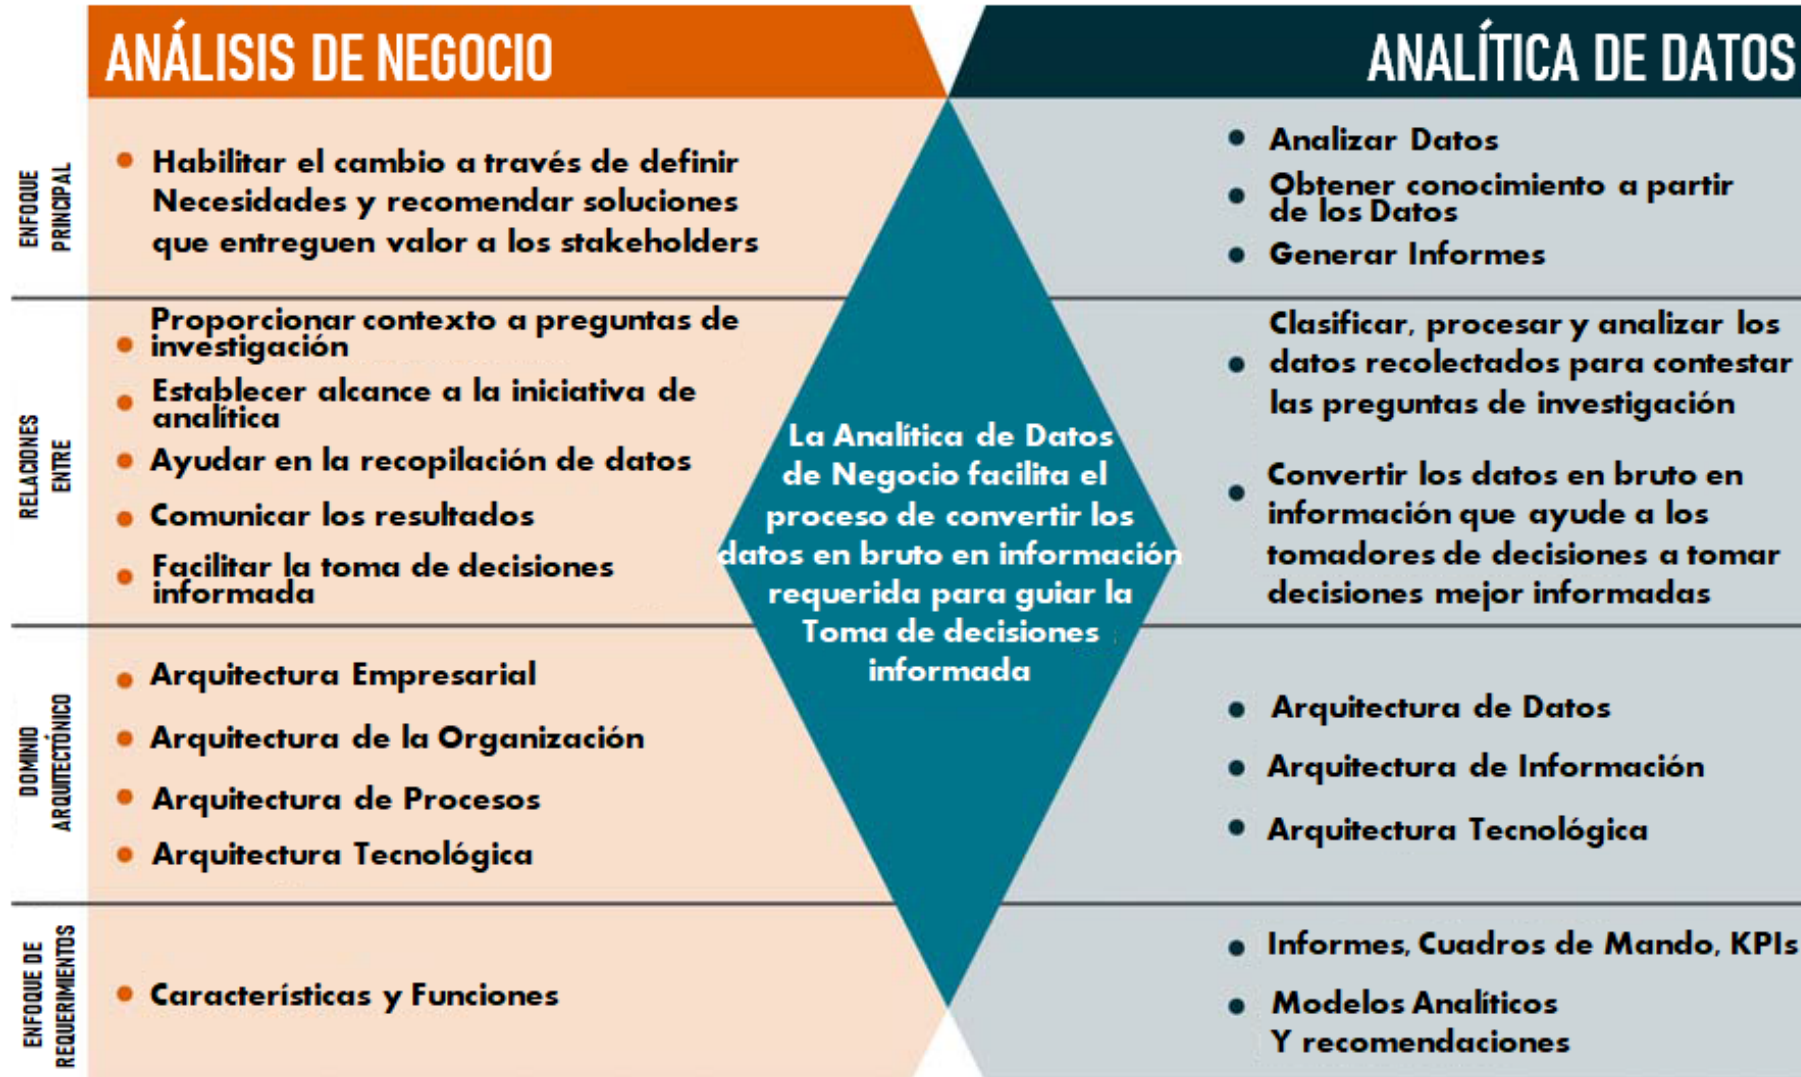 ANÁLISIS DE NEGOCIO
ANALÍTICA DE DATOS
ENFOQUE
PRINCIPAL
Habilitar el cambio a través de definir
Necesidades y recomendar soluciones
que entreguen valor a los stakeholders
Analizar Datos
Obtener conocimiento a partir
de los Datos
Generar Informes
RELACIONES
ENTRE
Proporcionar contexto a preguntas de
investigación
Establecer alcance a la iniciativa de
analítica
Ayudar en la recopilación de datos
Comunicar los resultados
Facilitar la toma de decisiones
informada
La Analítica de Datos
de Negocio facilita el
proceso de convertir los
datos en bruto en información
requerida para guiar la
Toma de decisiones
informada
Clasificar, procesar y analizar los
datos recolectados para contestar
las preguntas de investigación
Convertir los datos en bruto en
información que ayude a los
tomadores de decisiones a tomar
decisiones mejor informadas
DOMINIO
ARQUITECTÓNICO
Arquitectura Empresarial
Arquitectura de la Organización
Arquitectura de Procesos
Arquitectura Tecnológica
Arquitectura de Datos
Arquitectura de Información
Arquitectura Tecnológica
ENFOQUE DE
REQUERIMIENTOS
Características y Funciones
Informes, Cuadros de Mando, KPIs
Modelos Analíticos
Y recomendaciones